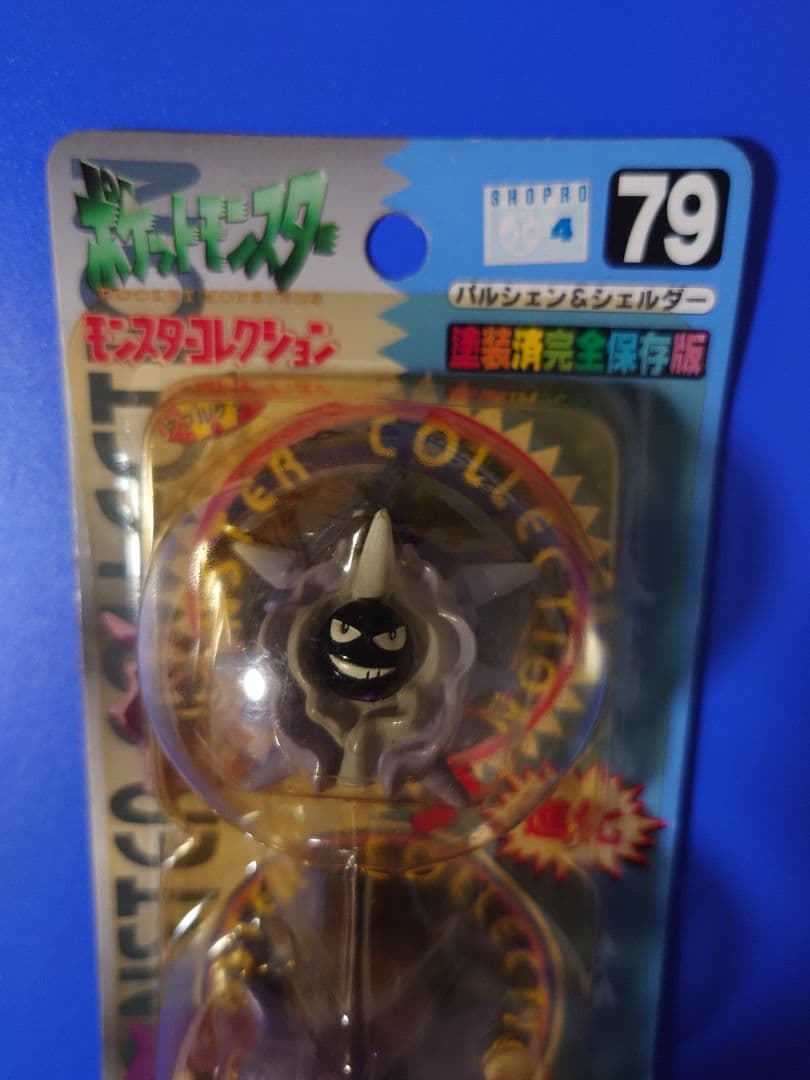 ポケットモンスター
POCKET MONSTERS
モンスターコレクション
SHOPRO
4
79
パルシェン&シェルダー
塗装済完全保存版
MONSTER COLLECTION
進化